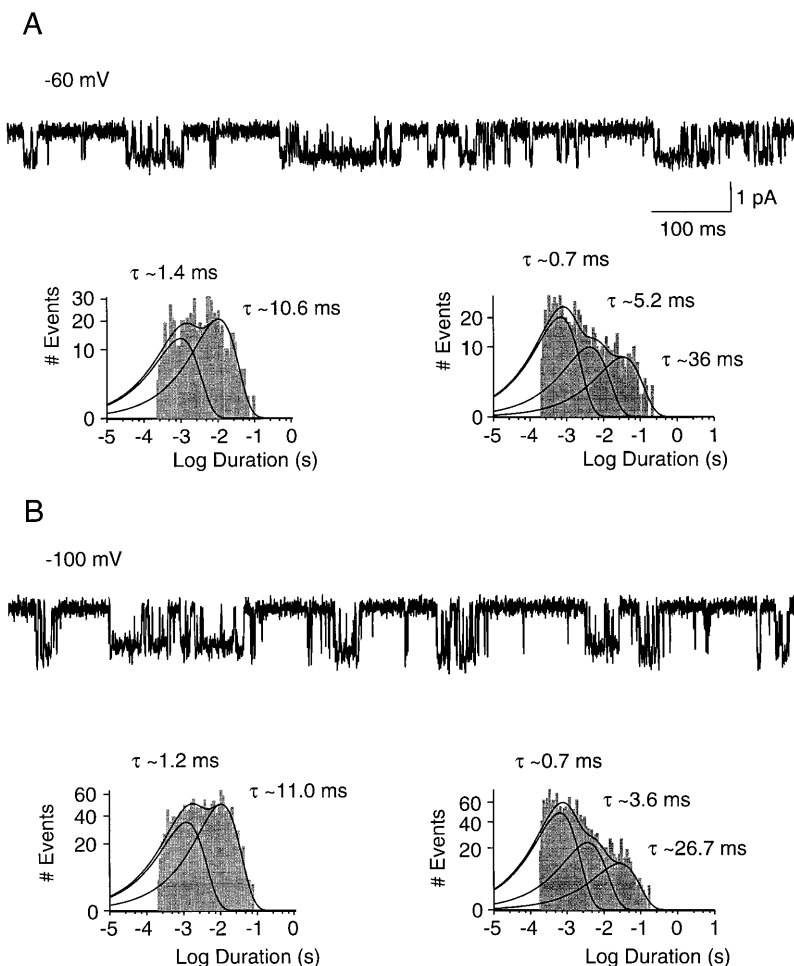 A
-60 mV
1 pA
100 ms
τ ~1.4 ms
τ ~10.6 ms
# Events
30
20
10
0
-5 -4 -3 -2 -1 0
Log Duration (s)
τ ~0.7 ms
τ ~5.2 ms
τ ~36 ms
# Events
20
10
0
-5 -4 -3 -2 -1 0 1
Log Duration (s)
B
-100 mV
τ ~1.2 ms
τ ~11.0 ms
# Events
60
40
20
0
-5 -4 -3 -2 -1 0
Log Duration (s)
τ ~0.7 ms
τ ~3.6 ms
τ ~26.7 ms
# Events
60
40
20
0
-5 -4 -3 -2 -1 0 1
Log Duration (s)